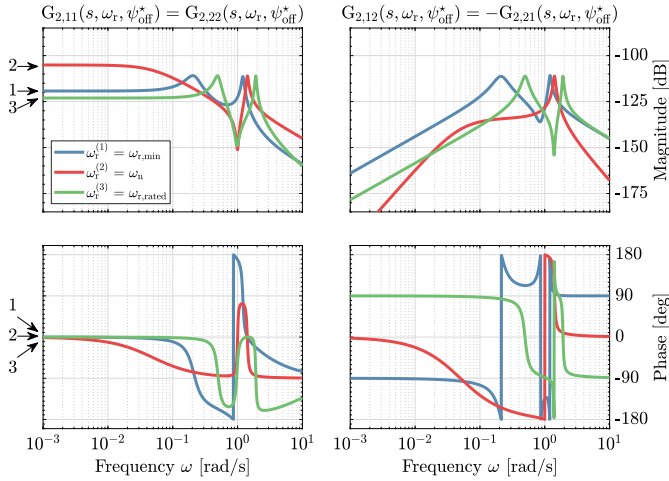 G₂,₁₁(s, ωᵣ, ψ*off) = G₂,₂₂(s, ωᵣ, ψ*off)
G₂,₁₂(s, ωᵣ, ψ*off) = −G₂,₂₁(s, ωᵣ, ψ*off)
2
1
3
ωᵣ⁽¹⁾ = ωr,min
ωᵣ⁽²⁾ = ωₙ
ωᵣ⁽³⁾ = ωr,rated
-100
-125
-150
-175
Magnitude [dB]
1
2
3
180
90
0
-90
-180
Phase [deg]
10⁻³ 10⁻² 10⁻¹ 10⁰ 10¹
10⁻³ 10⁻² 10⁻¹ 10⁰ 10¹
Frequency ω [rad/s]
Frequency ω [rad/s]